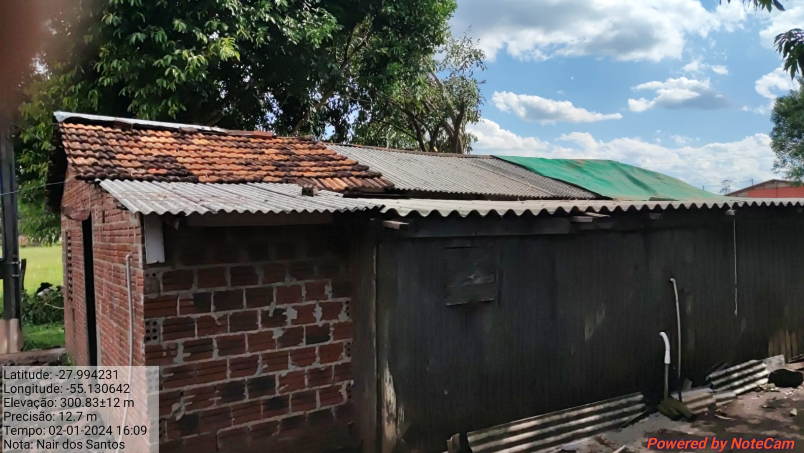 Latitude: -27.994231
Longitude: -55.130642
Elevação: 300.83±12 m
Precisão: 12.7 m
Tempo: 02-01-2024 16:09
Nota: Nair dos Santos
Powered by NoteCam